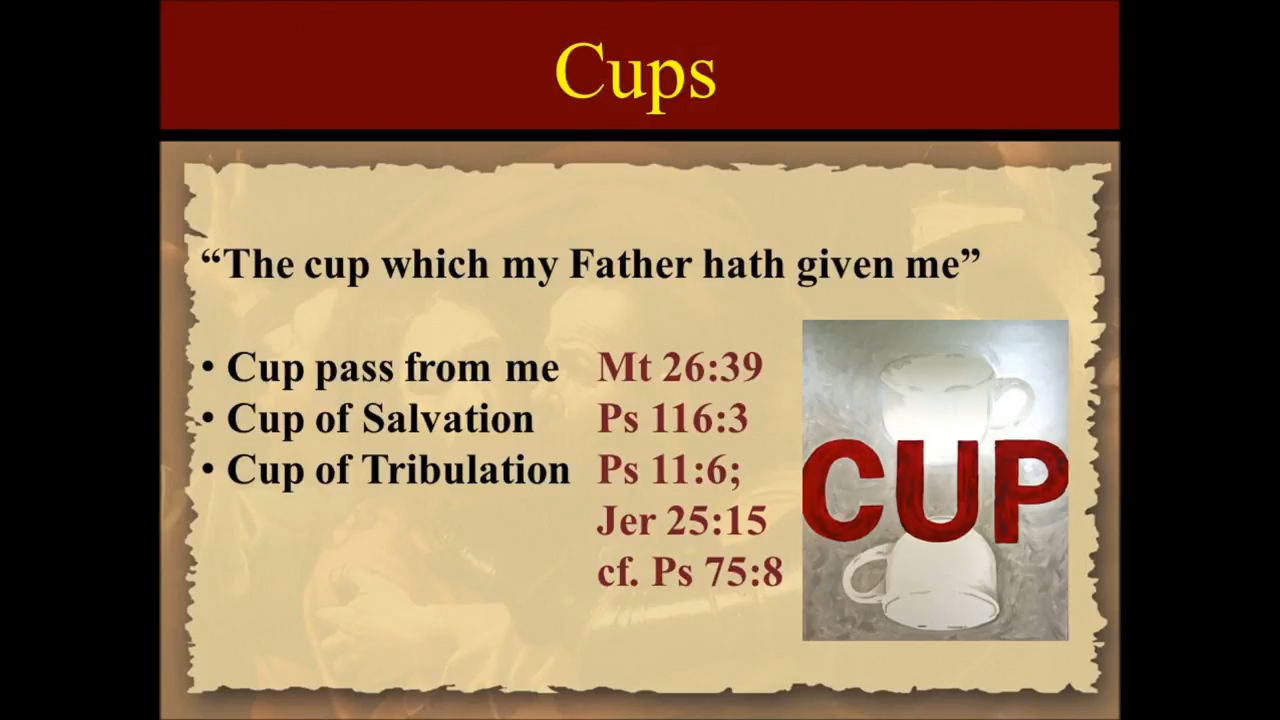 Cups
“The cup which my Father hath given me”
• Cup pass from me Mt 26:39
• Cup of Salvation Ps 116:3
• Cup of Tribulation Ps 11:6;
Jer 25:15
cf. Ps 75:8
CUP